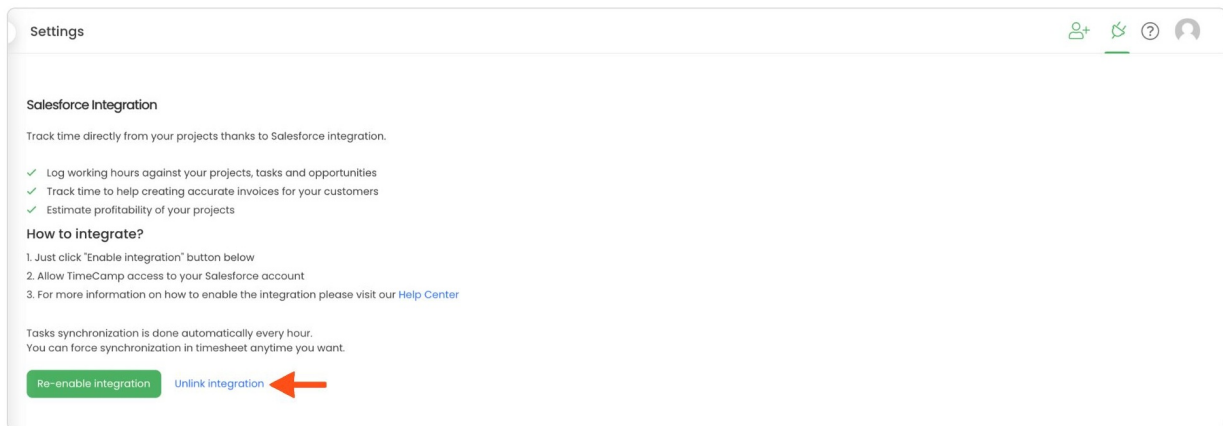 Settings
Salesforce Integration
Track time directly from your projects thanks to Salesforce integration.
Log working hours against your projects, tasks and opportunities
Track time to help creating accurate invoices for your customers
Estimate profitability of your projects
How to integrate?
1. Just click "Enable integration" button below
2. Allow TimeCamp access to your Salesforce account
3. For more information on how to enable the integration please visit our Help Center
Tasks synchronization is done automatically every hour.
You can force synchronization in timesheet anytime you want.
Re-enable integration Unlink integration